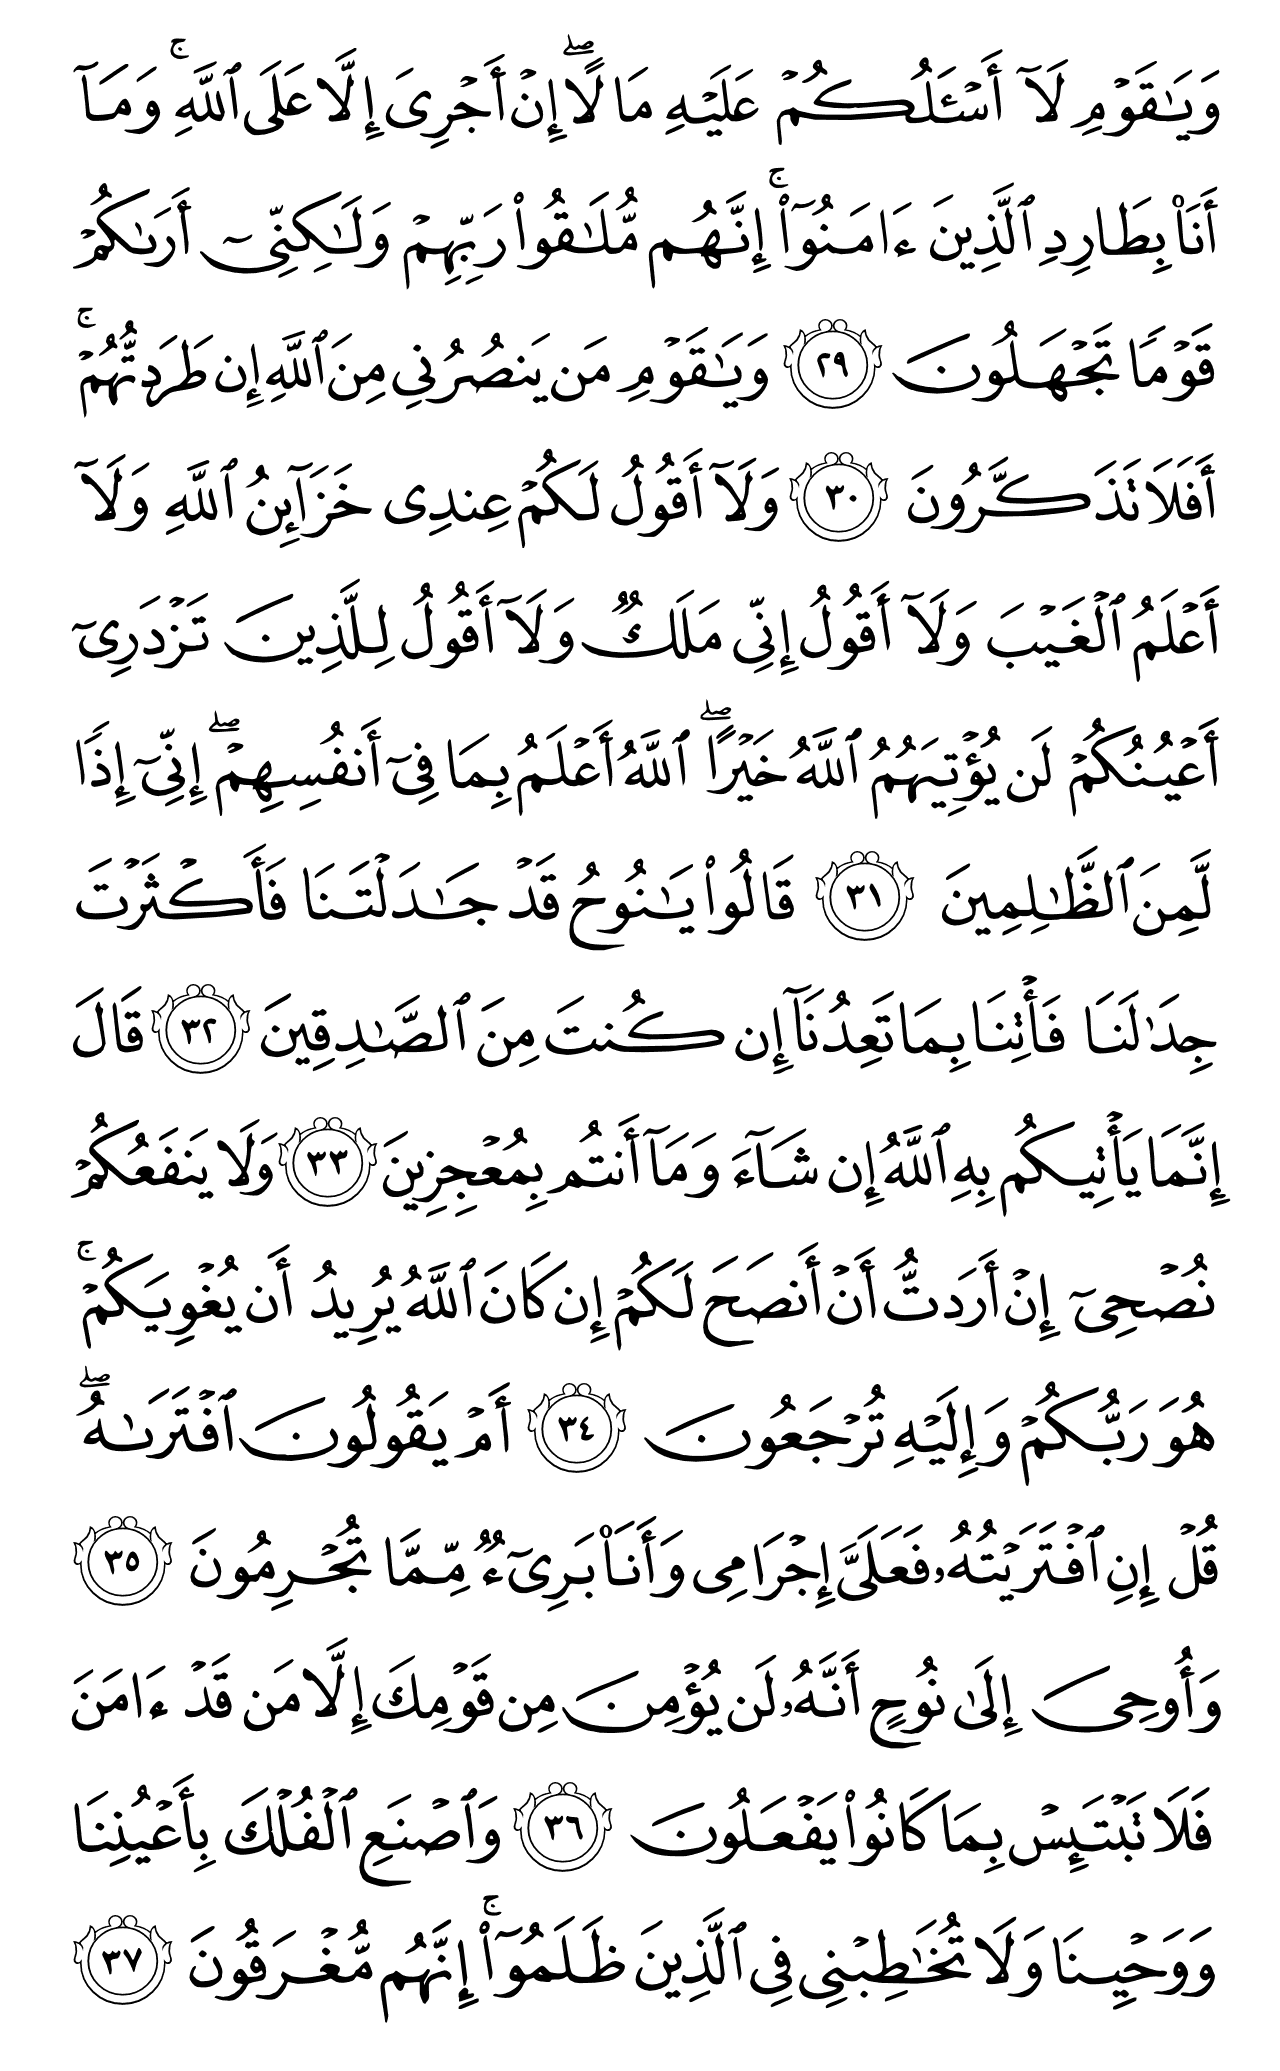 وَيَٰقَوۡمِ لَآ أَسۡـَٔلُكُمۡ عَلَيۡهِ مَالًاۖ إِنۡ أَجۡرِيَ إِلَّا عَلَى ٱللَّهِۚ وَمَآ
أَنَا۠ بِطَارِدِ ٱلَّذِينَ ءَامَنُوٓاْۚ إِنَّهُم مُّلَٰقُواْ رَبِّهِمۡ وَلَٰكِنِّيٓ أَرَىٰكُمۡ
قَوۡمٗا تَجۡهَلُونَ ٢٩ وَيَٰقَوۡمِ مَن يَنصُرُنِي مِنَ ٱللَّهِ إِن طَرَدتُّهُمۡۚ
أَفَلَا تَذَكَّرُونَ ٣٠ وَلَآ أَقُولُ لَكُمۡ عِندِي خَزَآئِنُ ٱللَّهِ وَلَآ
أَعۡلَمُ ٱلۡغَيۡبَ وَلَآ أَقُولُ إِنِّي مَلَكٞ وَلَآ أَقُولُ لِلَّذِينَ تَزۡدَرِيٓ
أَعۡيُنُكُمۡ لَن يُؤۡتِيَهُمُ ٱللَّهُ خَيۡرًاۖ ٱللَّهُ أَعۡلَمُ بِمَا فِيٓ أَنفُسِهِمۡۖ إِنِّيٓ إِذٗا
لَّمِنَ ٱلظَّٰلِمِينَ ٣١ قَالُواْ يَٰنُوحُ قَدۡ جَٰدَلۡتَنَا فَأَكۡثَرۡتَ
جِدَٰلَنَا فَأۡتِنَا بِمَا تَعِدُنَآ إِن كُنتَ مِنَ ٱلصَّٰدِقِينَ ٣٢ قَالَ
إِنَّمَا يَأۡتِيكُم بِهِ ٱللَّهُ إِن شَآءَ وَمَآ أَنتُم بِمُعۡجِزِينَ ٣٣ وَلَا يَنفَعُكُمۡ
نُصۡحِيٓ إِنۡ أَرَدتُّ أَنۡ أَنصَحَ لَكُمۡ إِن كَانَ ٱللَّهُ يُرِيدُ أَن يُغۡوِيَكُمۡۚ
هُوَ رَبُّكُمۡ وَإِلَيۡهِ تُرۡجَعُونَ ٣٤ أَمۡ يَقُولُونَ ٱفۡتَرَىٰهُۖ
قُلۡ إِنِ ٱفۡتَرَيۡتُهُۥ فَعَلَيَّ إِجۡرَامِي وَأَنَا۠ بَرِيٓءٞ مِّمَّا تُجۡرِمُونَ ٣٥
وَأُوحِيَ إِلَىٰ نُوحٍ أَنَّهُۥ لَن يُؤۡمِنَ مِن قَوۡمِكَ إِلَّا مَن قَدۡ ءَامَنَ
فَلَا تَبۡتَئِسۡ بِمَا كَانُواْ يَفۡعَلُونَ ٣٦ وَٱصۡنَعِ ٱلۡفُلۡكَ بِأَعۡيُنِنَا
وَوَحۡيِنَا وَلَا تُخَٰطِبۡنِي فِي ٱلَّذِينَ ظَلَمُوٓاْۚ إِنَّهُم مُّغۡرَقُونَ ٣٧